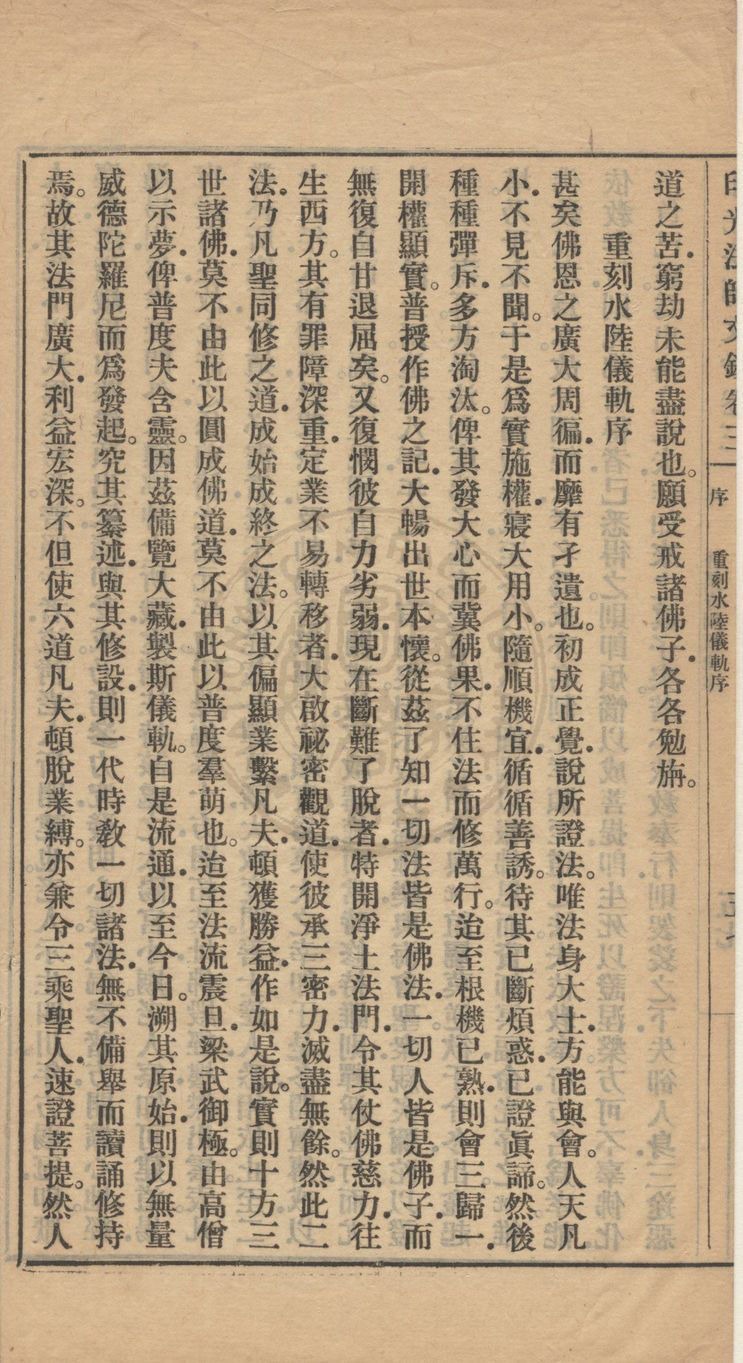 印光法師文鈔卷三 序 重刻水陸儀軌序
道之苦。窮劫未能盡說也。願受戒諸佛子。各各勉旃。
重刻水陸儀軌序
甚矣佛恩之廣大周徧。而靡有孑遺也。初成正覺。說所證法。唯法身大士。方能與會。人天凡
小。不見不聞。于是爲實施權。寢大用小。隨順機宜。循循善誘。待其已斷煩惑。已證眞諦。然後
種種彈斥。多方淘汰。俾其發大心而冀佛果。不住法而修萬行。迨至根機已熟。則會三歸一。
開權顯實。普授作佛之記。大暢出世本懷。從茲了知一切法皆是佛法。一切人皆是佛子。而
無復自甘退屈矣。又復憫彼自力劣弱。現在斷難了脫者。特開淨土法門。令其仗佛慈力。往
生西方。其有罪障深重。定業不易轉移者。大啟祕密觀道。使彼承三密力。滅盡無餘。然此二
法。乃凡聖同修之道。成始成終之法。以其偏顯業繫凡夫。頓獲勝益。作如是說。實則十方三
世諸佛。莫不由此以圓成佛道。莫不由此以普度羣萌也。迨至法流震旦。梁武御極。由高僧
以示夢。俾普度夫含靈。因茲備覽大藏。製斯儀軌。自是流通。以至今日。溯其原始。則以無量
威德陀羅尼而爲發起。究其纂述。與其修設。則一代時教。一切諸法。無不備舉而讀誦修持
焉。故其法門廣大。利益宏深。不但使六道凡夫。頓脫業縛。亦兼令三乘聖人。速證菩提。然人